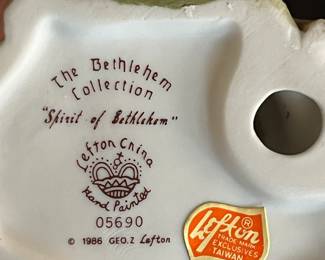 The Bethlehem
Collection
"Spirit of Bethlehem"
Lefton China
Hand Painted
05690
© 1986 GEO. Z Lefton
Lefton®
TRADE MARK
EXCLUSIVES
TAIWAN